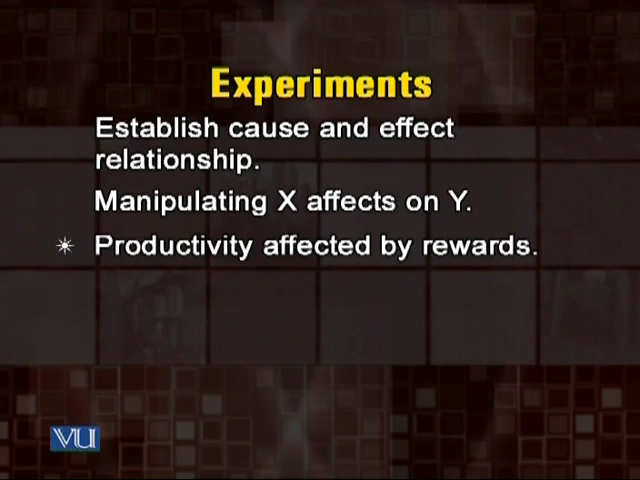 Experiments
Establish cause and effect
relationship.
Manipulating X affects on Y.
Productivity affected by rewards.
VU